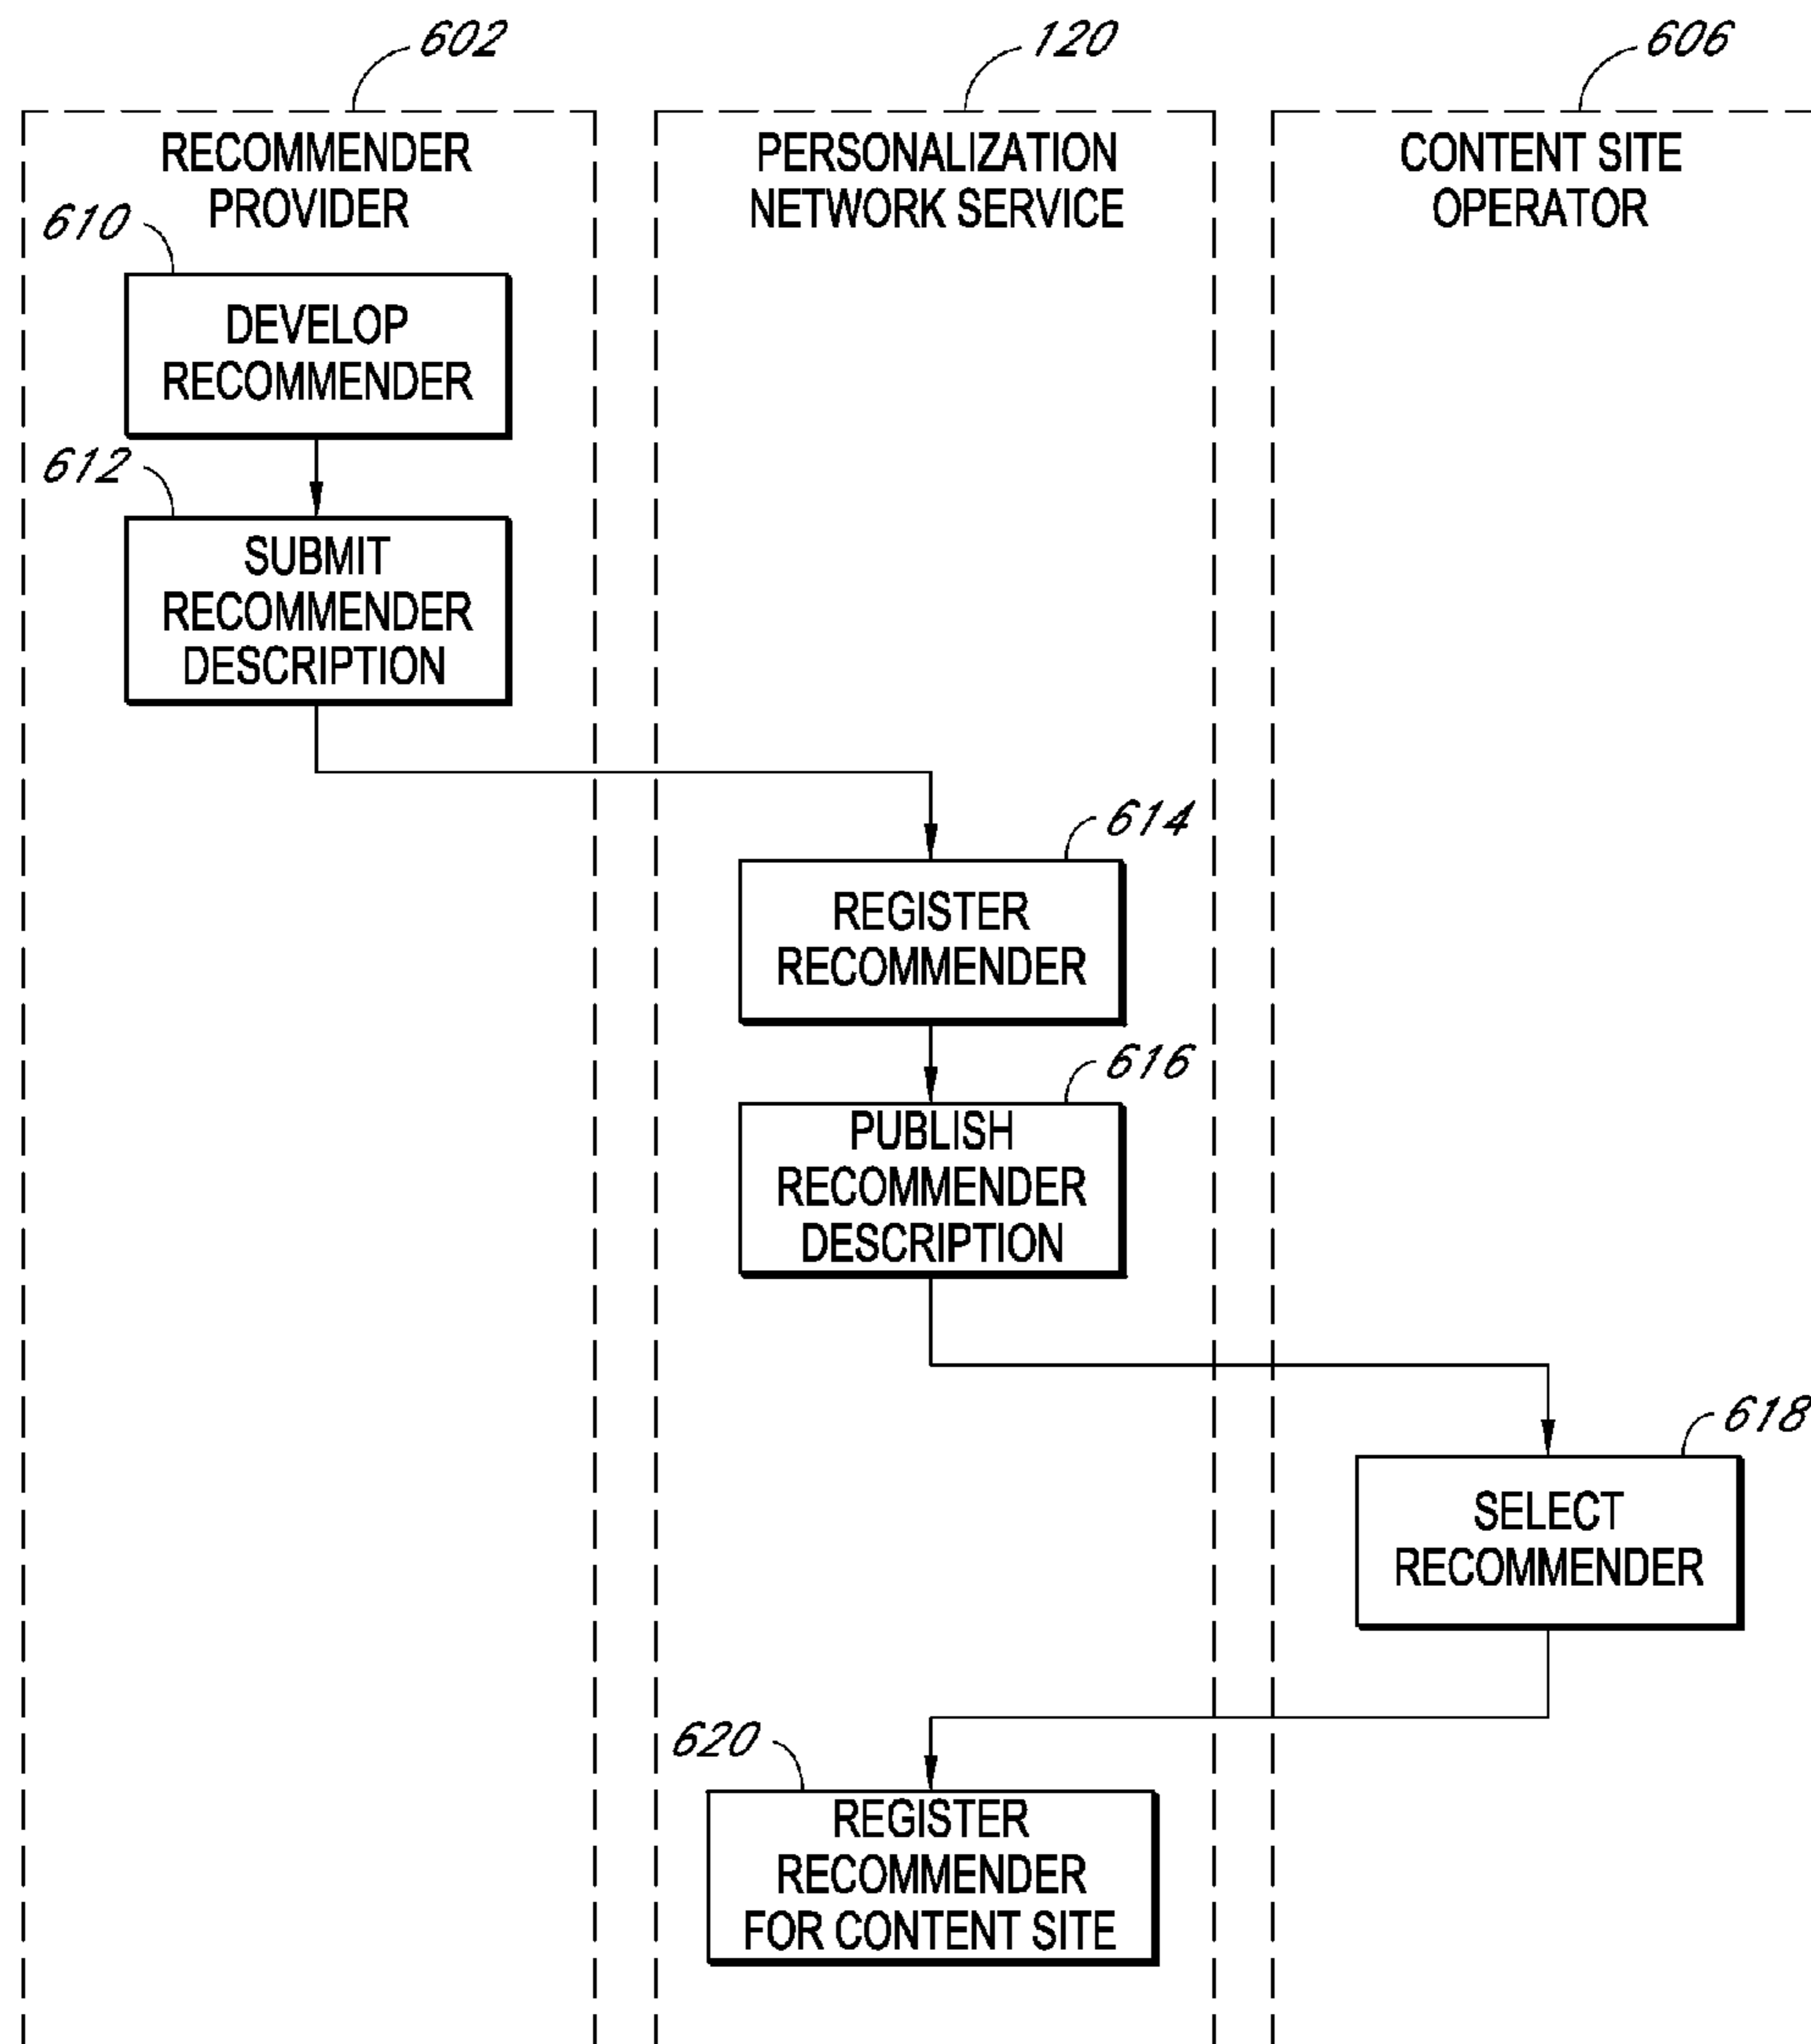 602
120
606
RECOMMENDER
PROVIDER
PERSONALIZATION
NETWORK SERVICE
CONTENT SITE
OPERATOR
610
DEVELOP
RECOMMENDER
612
SUBMIT
RECOMMENDER
DESCRIPTION
614
REGISTER
RECOMMENDER
616
PUBLISH
RECOMMENDER
DESCRIPTION
618
SELECT
RECOMMENDER
620
REGISTER
RECOMMENDER
FOR CONTENT SITE